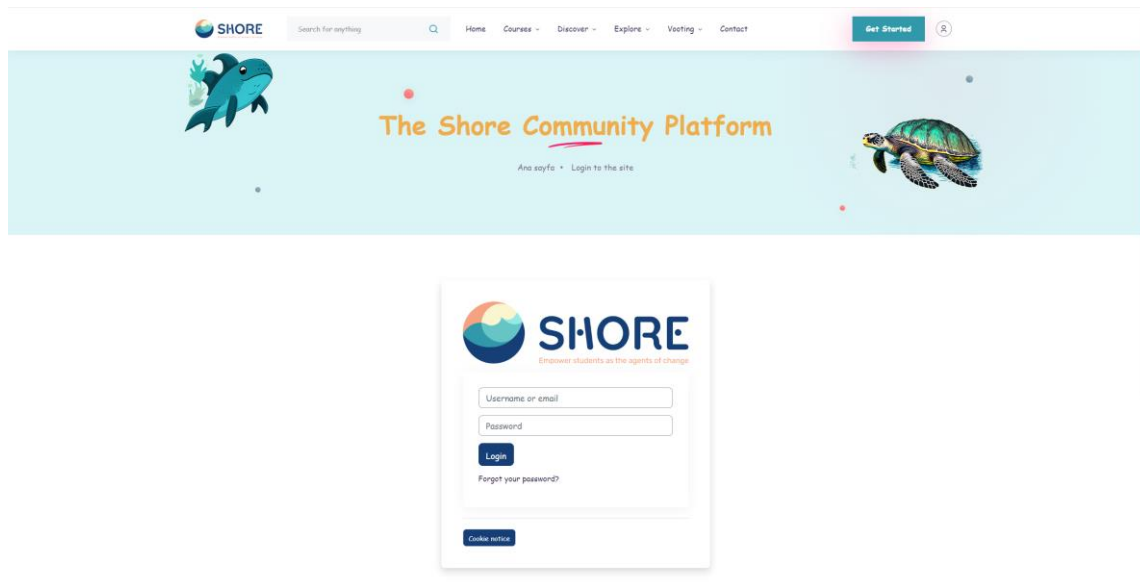 SHORE
Search for anything
Home Courses Discover Explore Vooting Contact
Get Started
The Shore Community Platform
Ana sayfa • Login to the site
SHORE
Empower students as the agents of change
Username or email
Password
Login
Forgot your password?
Cookie notice